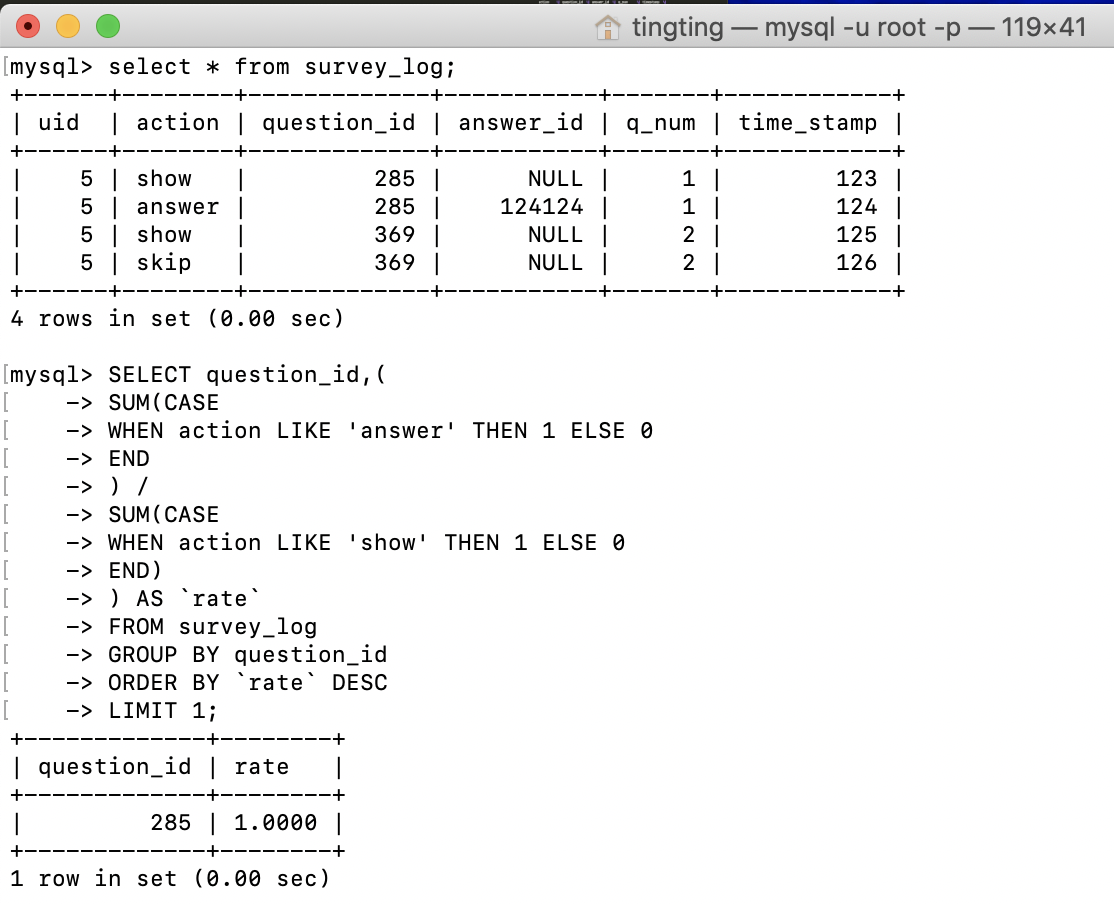 tingting — mysql -u root -p — 119×41
mysql> select * from survey_log;
+------+--------+-------------+-----------+-------+------------+
| uid  | action | question_id | answer_id | q_num | time_stamp |
+------+--------+-------------+-----------+-------+------------+
|    5 | show   |         285 |      NULL |     1 |        123 |
|    5 | answer |         285 |    124124 |     1 |        124 |
|    5 | show   |         369 |      NULL |     2 |        125 |
|    5 | skip   |         369 |      NULL |     2 |        126 |
+------+--------+-------------+-----------+-------+------------+
4 rows in set (0.00 sec)
mysql> SELECT question_id,(
    -> SUM(CASE
    -> WHEN action LIKE 'answer' THEN 1 ELSE 0
    -> END
    -> ) /
    -> SUM(CASE
    -> WHEN action LIKE 'show' THEN 1 ELSE 0
    -> END)
    -> ) AS `rate`
    -> FROM survey_log
    -> GROUP BY question_id
    -> ORDER BY `rate` DESC
    -> LIMIT 1;
+-------------+--------+
| question_id | rate   |
+-------------+--------+
|         285 | 1.0000 |
+-------------+--------+
1 row in set (0.00 sec)